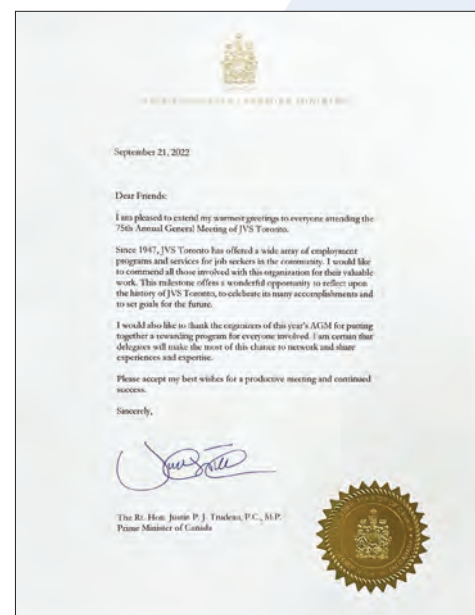 September 21, 2022
Dear Friends:
I am pleased to extend my warmest greetings to everyone attending the
75th Annual General Meeting of JVS Toronto.
Since 1947, JVS Toronto has offered a wide array of employment
programs and services for job seekers in the community. I would like
to commend all those involved with this organization for their valuable
work. This milestone offers a wonderful opportunity to reflect upon
the history of JVS Toronto, to celebrate its many accomplishments and
to set goals for the future.
I would also like to thank the organizers of this year's AGM for putting
together a rewarding program for everyone involved. I am certain that
delegates will make the most of this chance to network and share
experiences and expertise.
Please accept my best wishes for a productive meeting and continued
success.
Sincerely,
The Rt. Hon. Justin P. J. Trudeau, P.C., M.P.
Prime Minister of Canada